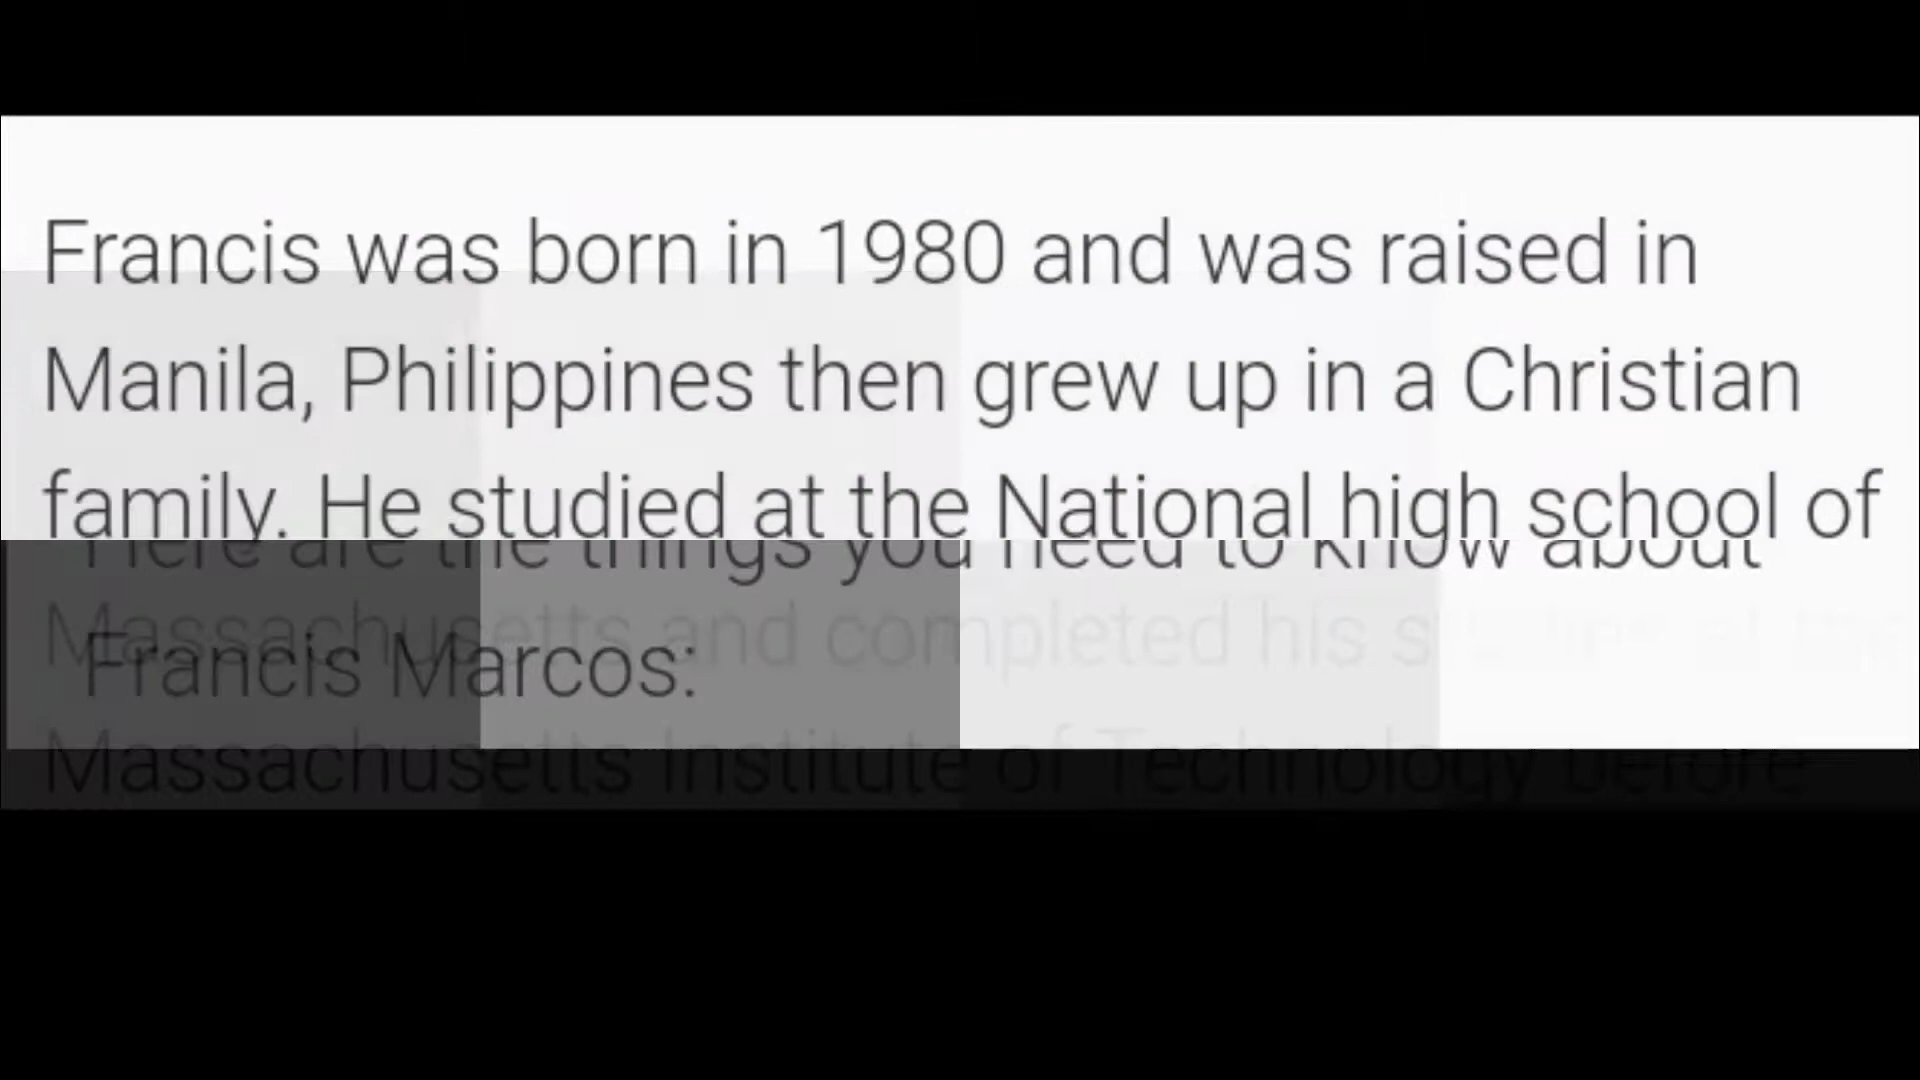 Francis was born in 1980 and was raised in
Manila, Philippines then grew up in a Christian
family. He studied at the National high school of
Here are the things you need to know about
Massachusetts and completed his
Francis Marcos:
Massachusetts Institute of Technology before